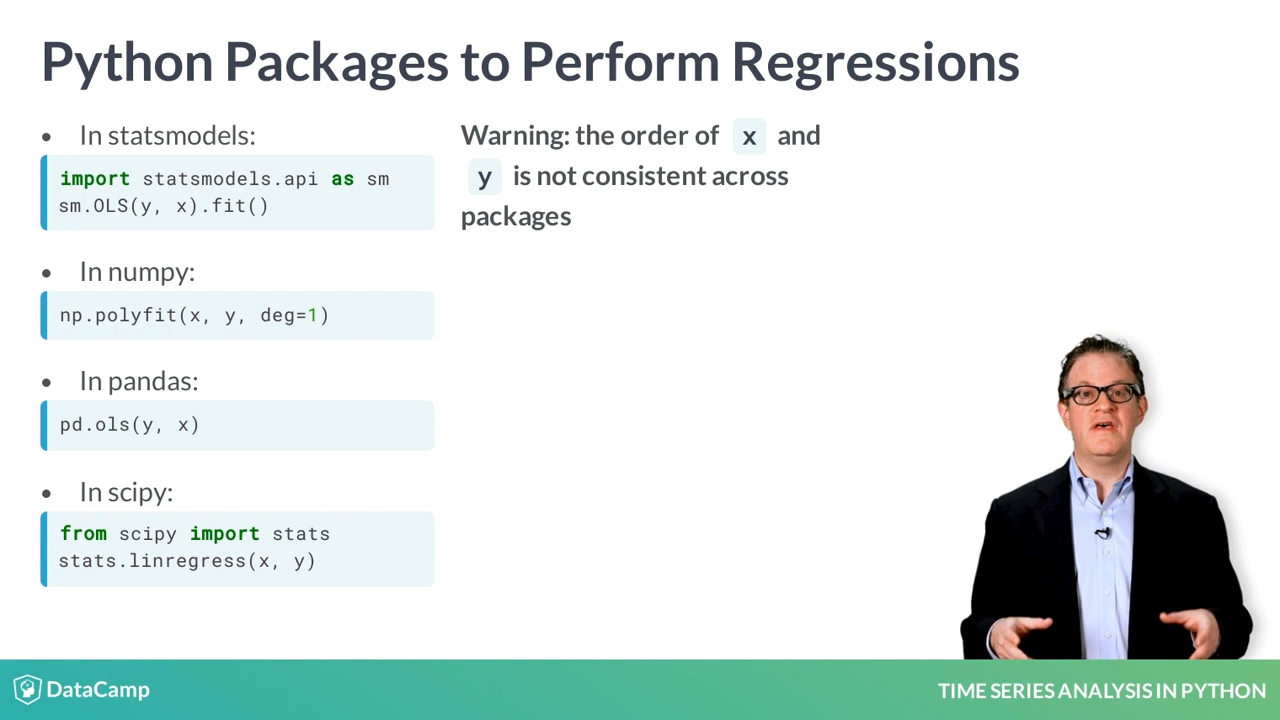 Python Packages to Perform Regressions
• In statsmodels:
import statsmodels.api as sm
sm.OLS(y, x).fit()
• In numpy:
np.polyfit(x, y, deg=1)
• In pandas:
pd.ols(y, x)
• In scipy:
from scipy import stats
stats.linregress(x, y)
Warning: the order of x and
y is not consistent across
packages
DataCamp
TIME SERIES ANALYSIS IN PYTHON